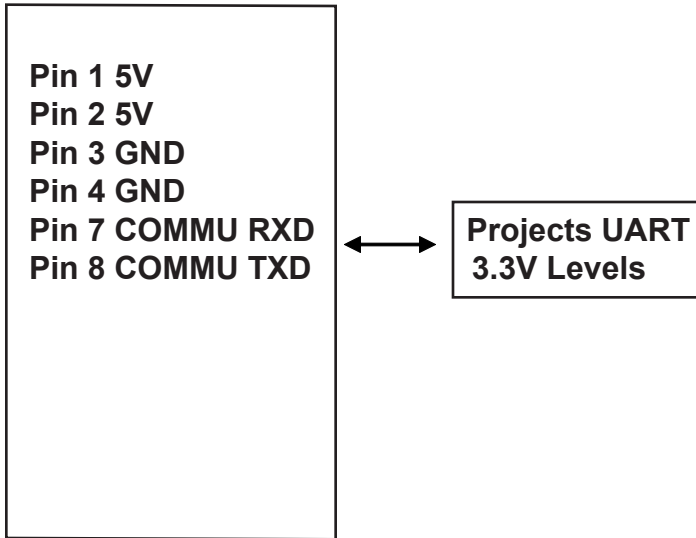 Pin 1 5V
Pin 2 5V
Pin 3 GND
Pin 4 GND
Pin 7 COMMU RXD
Pin 8 COMMU TXD
Projects UART
3.3V Levels